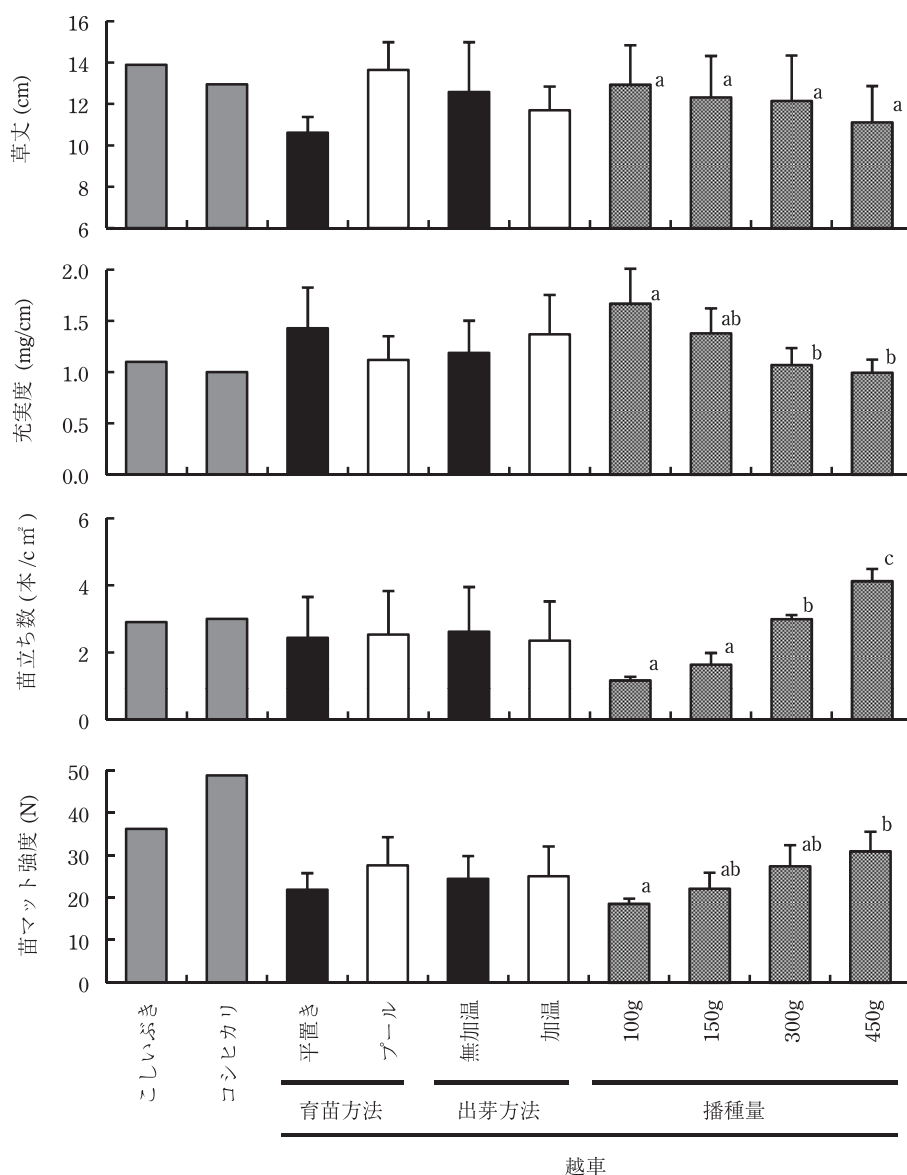 16
14
12
10
8
6
草丈 (cm)
a
a
a
a
2.0
1.5
1.0
0.5
0.0
充実度 (mg/cm)
a
ab
b
b
6
4
2
0
苗立ち数 (本/c㎡)
a
a
b
c
50
40
30
20
10
0
苗マット強度 (N)
a
ab
ab
b
こしいぶき
コシヒカリ
平置き
プール
無加温
加温
100g
150g
300g
450g
育苗方法
出芽方法
播種量
越車